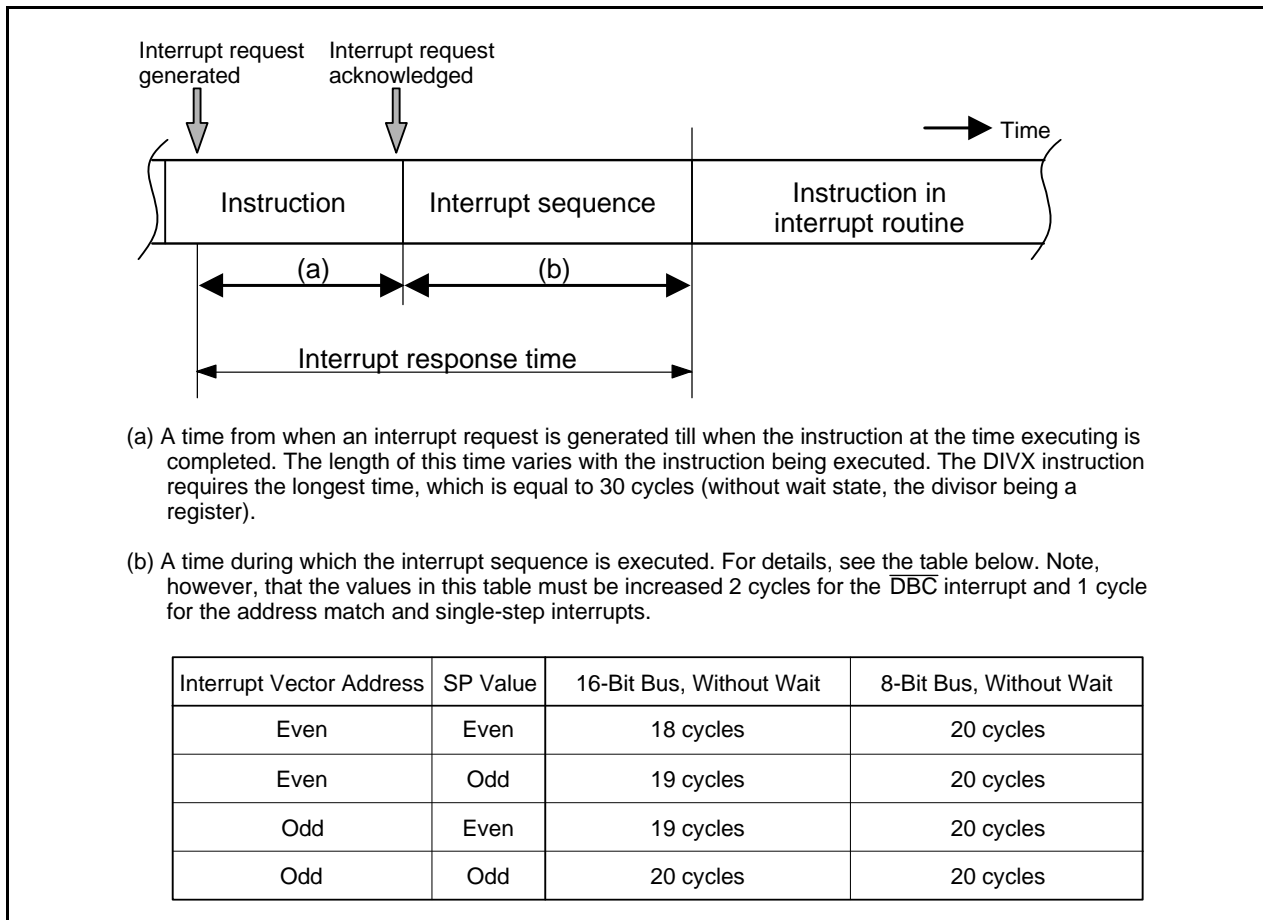 Interrupt request generated
Interrupt request acknowledged
Time
Instruction
Interrupt sequence
Instruction in
interrupt routine
(a)
(b)
Interrupt response time
(a) A time from when an interrupt request is generated till when the instruction at the time executing is
completed. The length of this time varies with the instruction being executed. The DIVX instruction
requires the longest time, which is equal to 30 cycles (without wait state, the divisor being a
register).
(b) A time during which the interrupt sequence is executed. For details, see the table below. Note,
however, that the values in this table must be increased 2 cycles for the DBC interrupt and 1 cycle
for the address match and single-step interrupts.
Interrupt Vector Address SP Value 16-Bit Bus, Without Wait 8-Bit Bus, Without Wait
Even Even 18 cycles 20 cycles
Even Odd 19 cycles 20 cycles
Odd Even 19 cycles 20 cycles
Odd Odd 20 cycles 20 cycles